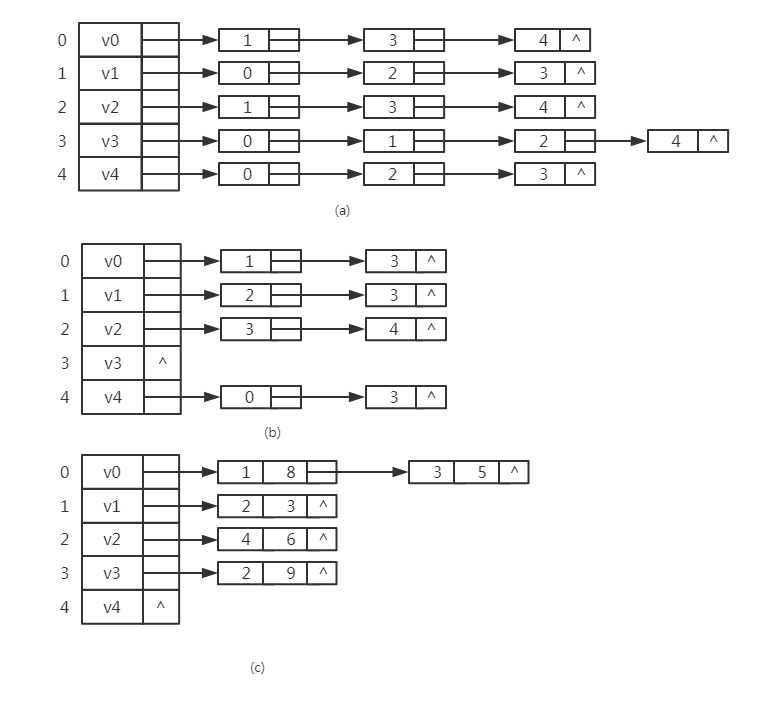 0 v0 1 3 4 ^
1 v1 0 2 3 ^
2 v2 1 3 4 ^
3 v3 0 1 2 4 ^
4 v4 0 2 3 ^
(a)
0 v0 1 3 ^
1 v1 2 3 ^
2 v2 3 4 ^
3 v3 ^
4 v4 0 3 ^
(b)
0 v0 1 8 3 5 ^
1 v1 2 3 ^
2 v2 4 6 ^
3 v3 2 9 ^
4 v4 ^
(c)